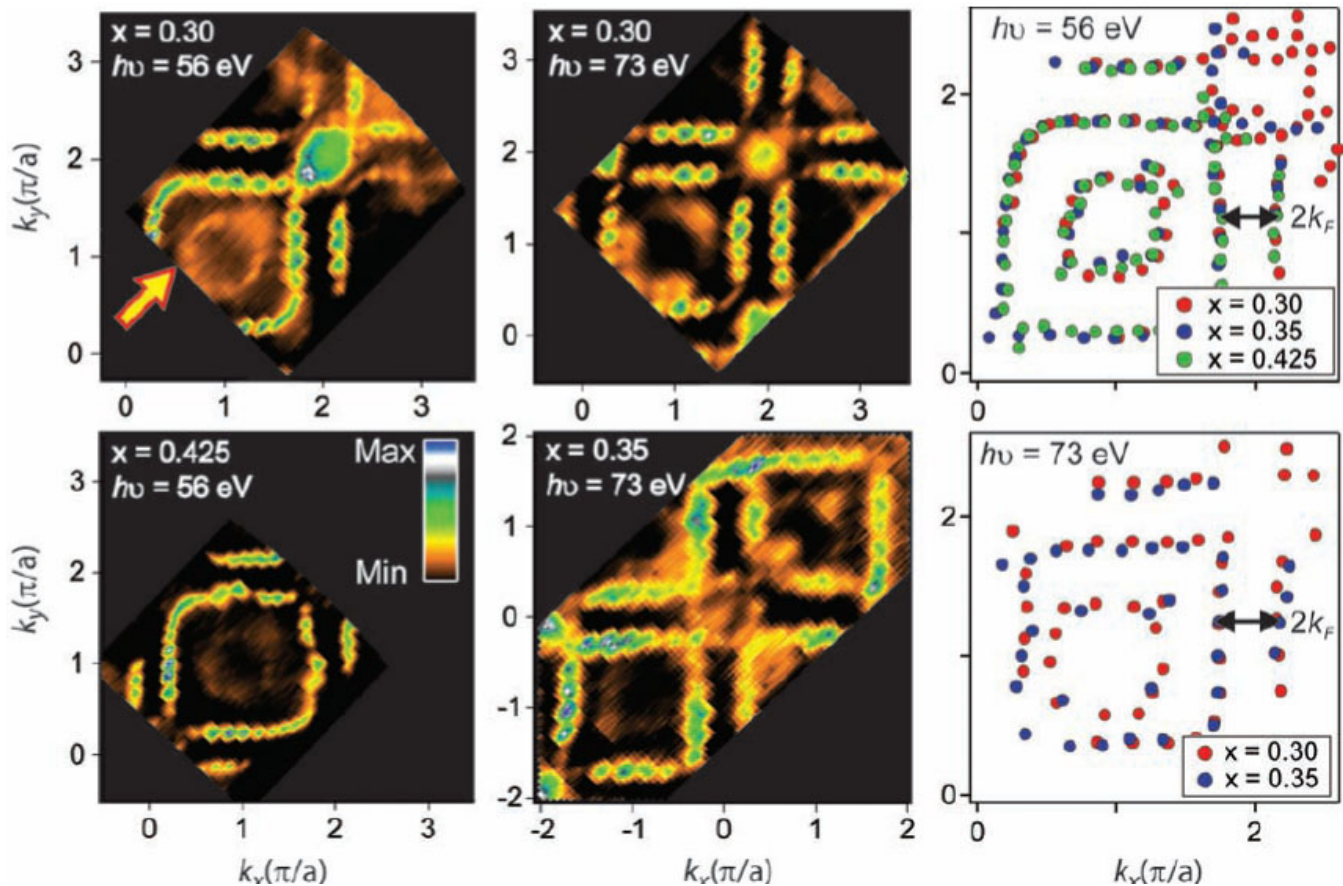 x = 0.30
hυ = 56 eV
3
2
1
0
k_y(π/a)
0
1
2
3
x = 0.30
hυ = 73 eV
3
2
1
0
0
1
2
3
hυ = 56 eV
2
0
0
2
2k_F
x = 0.30
x = 0.35
x = 0.425
x = 0.425
hυ = 56 eV
Max
Min
3
2
1
0
k_y(π/a)
0
1
2
3
k_x(π/a)
x = 0.35
hυ = 73 eV
2
1
0
-1
-2
-2
-1
0
1
2
k_x(π/a)
hυ = 73 eV
2
0
0
2
2k_F
x = 0.30
x = 0.35
k_x(π/a)